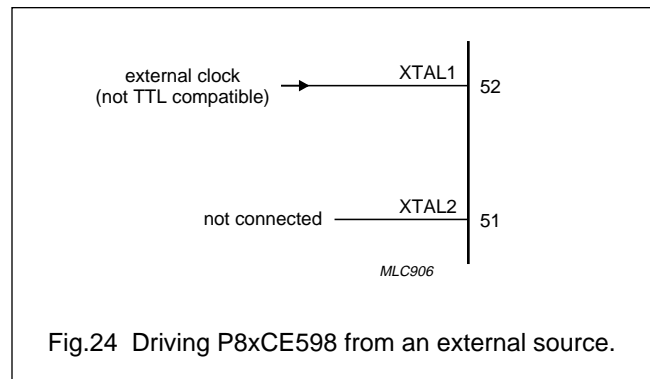 external clock
(not TTL compatible)
XTAL1
52
not connected
XTAL2
51
MLC906
Fig.24 Driving P8xCE598 from an external source.